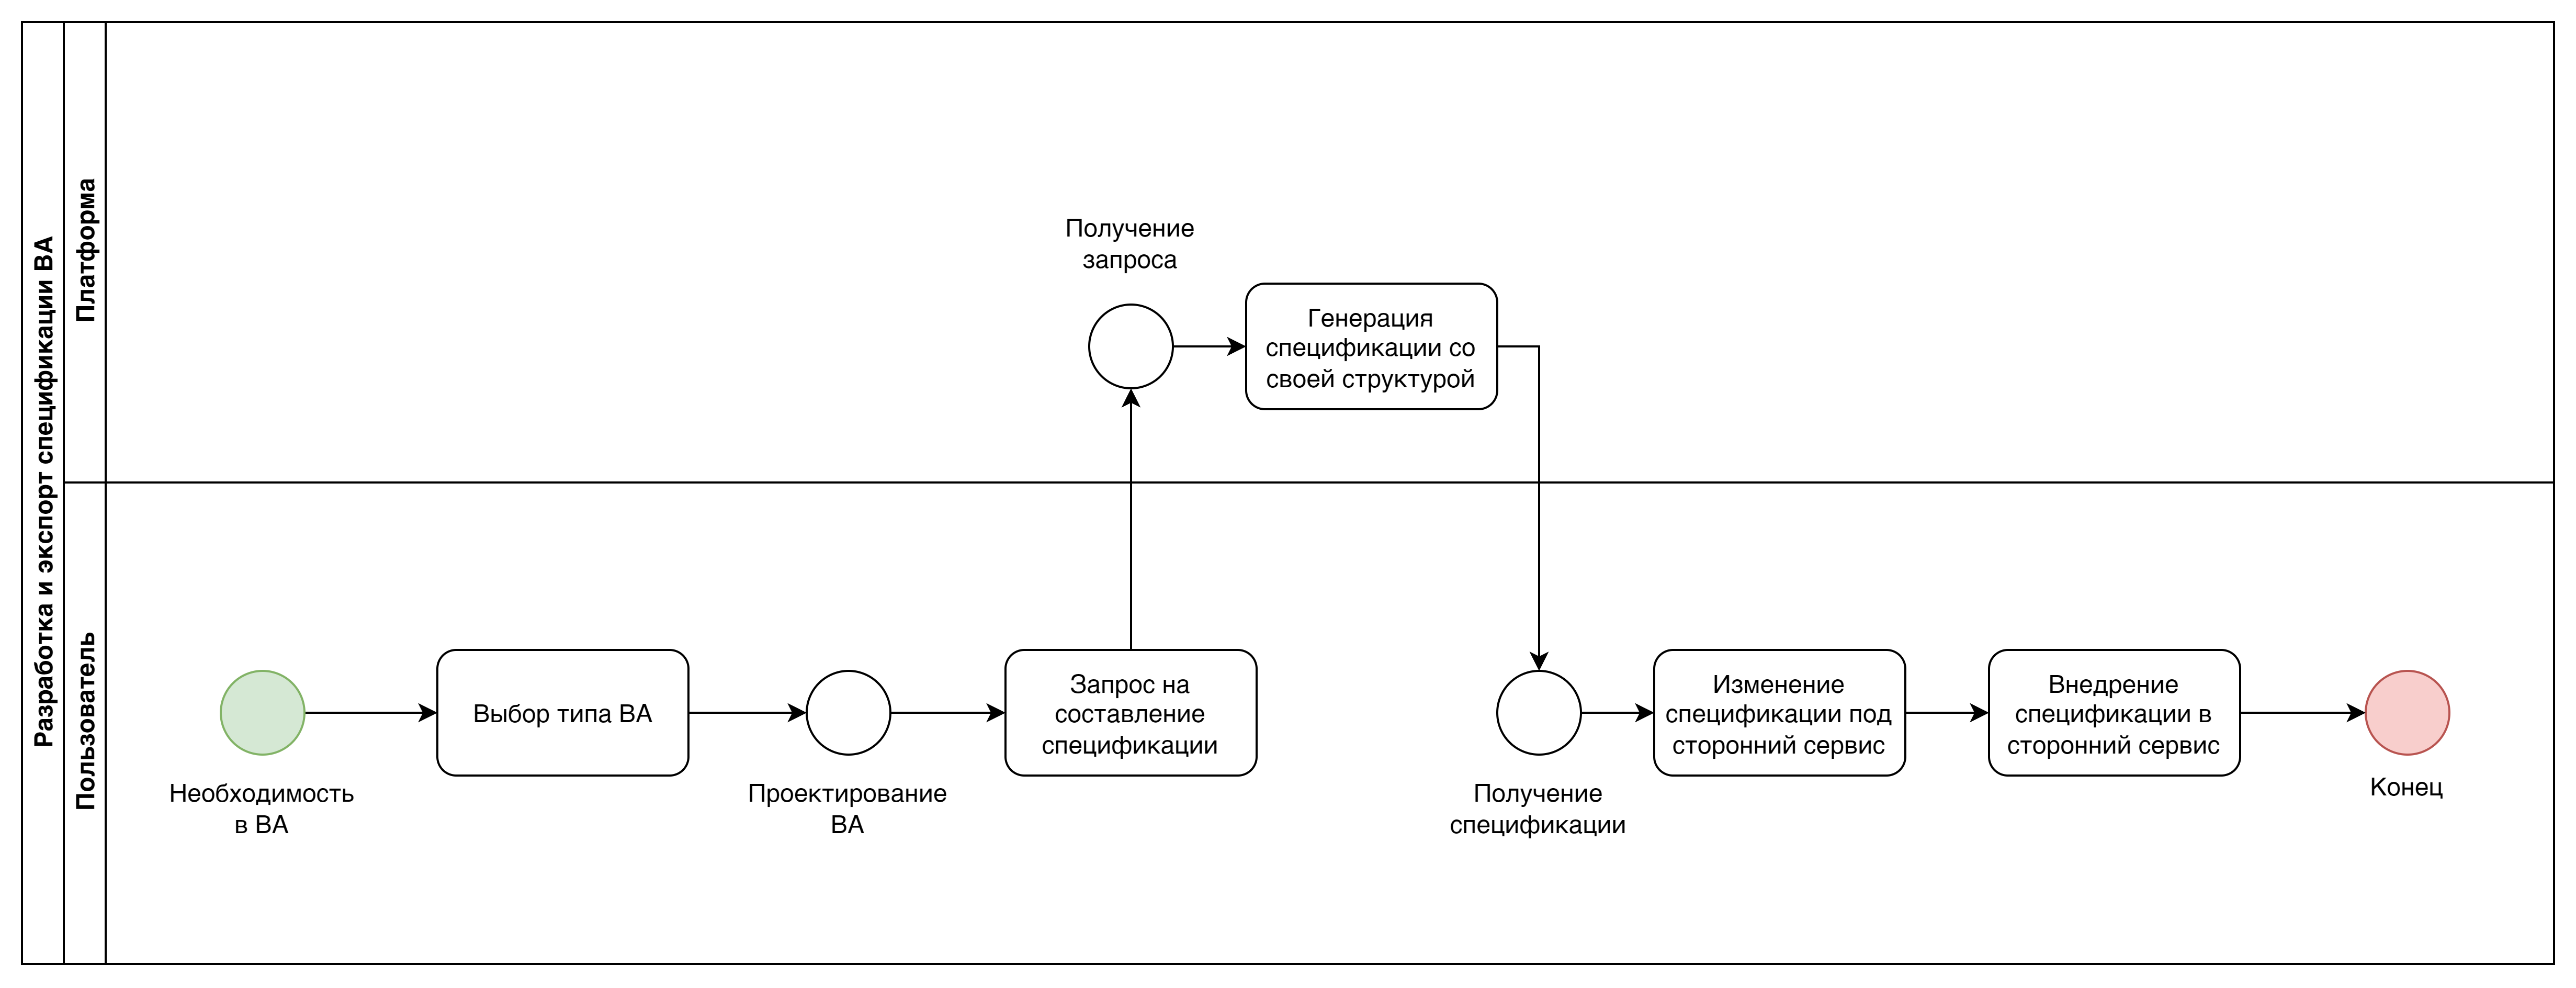 Разработка и экспорт спецификации ВА
Платформа
Получение
запроса
Генерация
спецификации со
своей структурой
Пользователь
Необходимость
в ВА
Выбор типа ВА
Проектирование
ВА
Запрос на
составление
спецификации
Получение
спецификации
Изменение
спецификации под
сторонний сервис
Внедрение
спецификации в
сторонний сервис
Конец